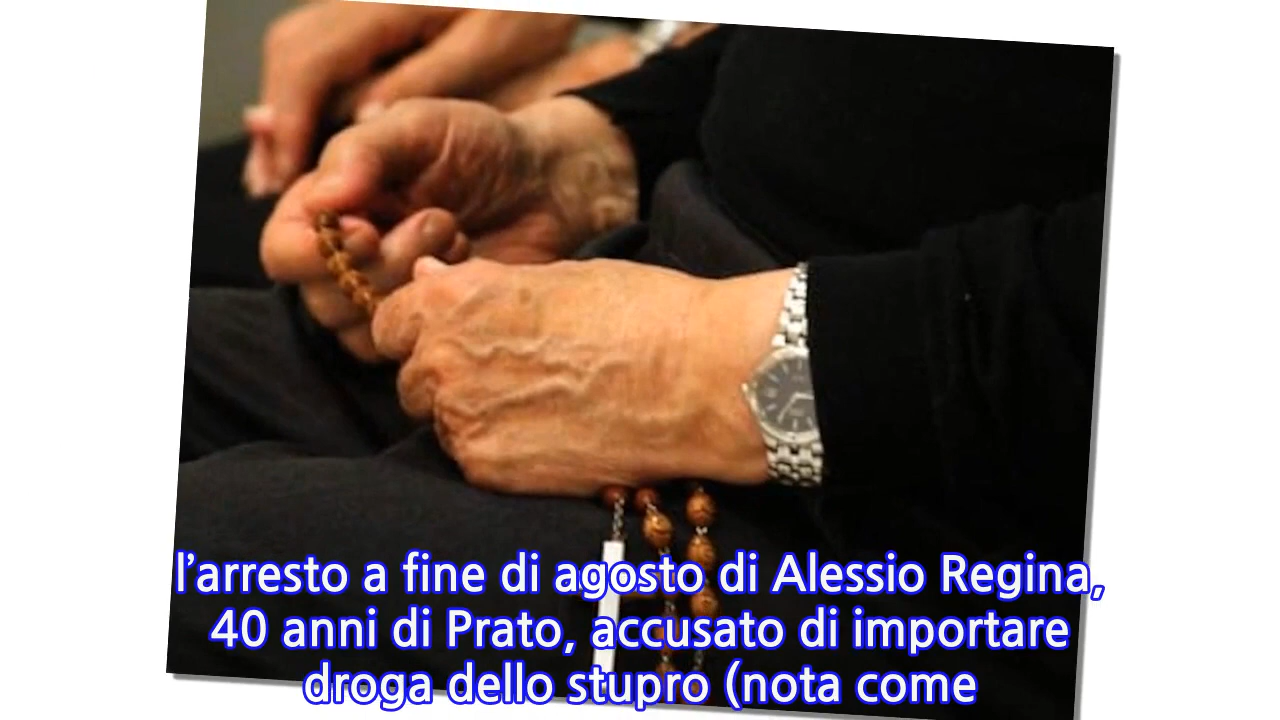 l’arresto a fine di agosto di Alessio Regina,
40 anni di Prato, accusato di importare
droga dello stupro (nota come